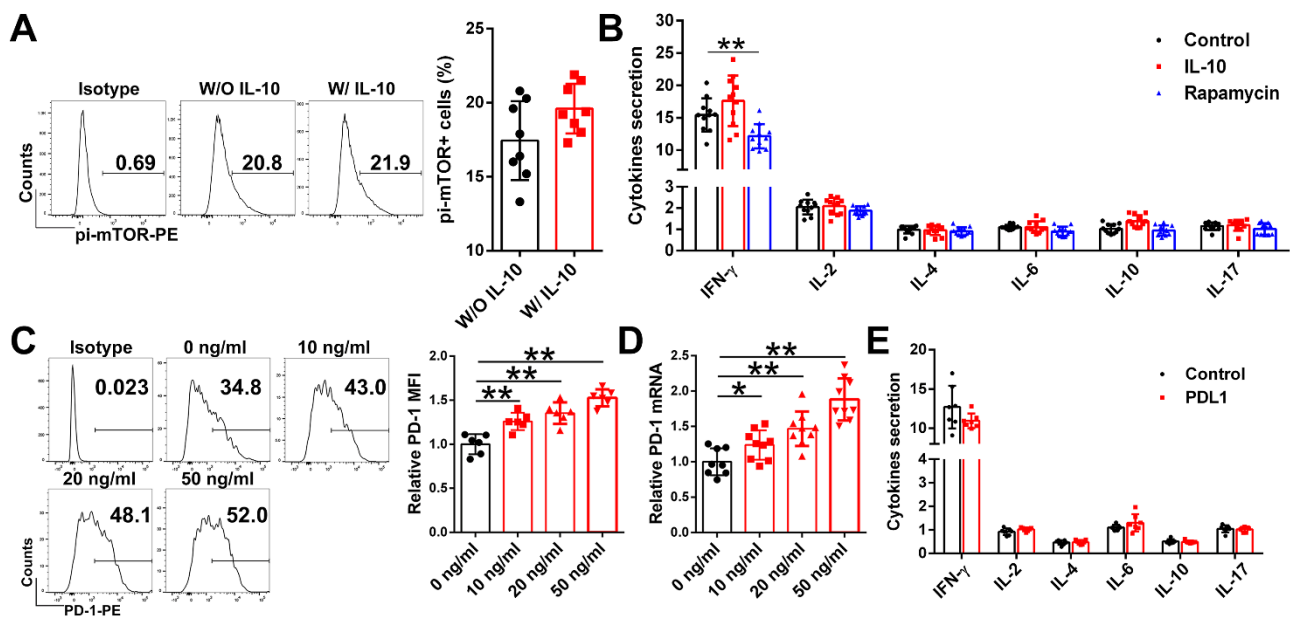 A
Isotype
W/O IL-10
W/ IL-10
0.69
20.8
21.9
Counts
pi-mTOR-PE
pi-mTOR+ cells (%)
25
20
15
10
W/O IL-10
W/ IL-10
B
Cytokines secretion
30
25
20
15
10
2
1
0
**
Control
IL-10
Rapamycin
IFN-γ
IL-2
IL-4
IL-6
IL-10
IL-17
C
Isotype
0 ng/ml
10 ng/ml
0.023
34.8
43.0
20 ng/ml
50 ng/ml
48.1
52.0
Counts
PD-1-PE
Relative PD-1 MFI
2.0
1.5
1.0
0.5
0.0
**
**
**
0 ng/ml
10 ng/ml
20 ng/ml
50 ng/ml
D
Relative PD-1 mRNA
2.5
2.0
1.5
1.0
0.5
0.0
**
**
*
0 ng/ml
10 ng/ml
20 ng/ml
50 ng/ml
E
Cytokines secretion
20
15
10
2
1
0
Control
PDL1
IFN-γ
IL-2
IL-4
IL-6
IL-10
IL-17